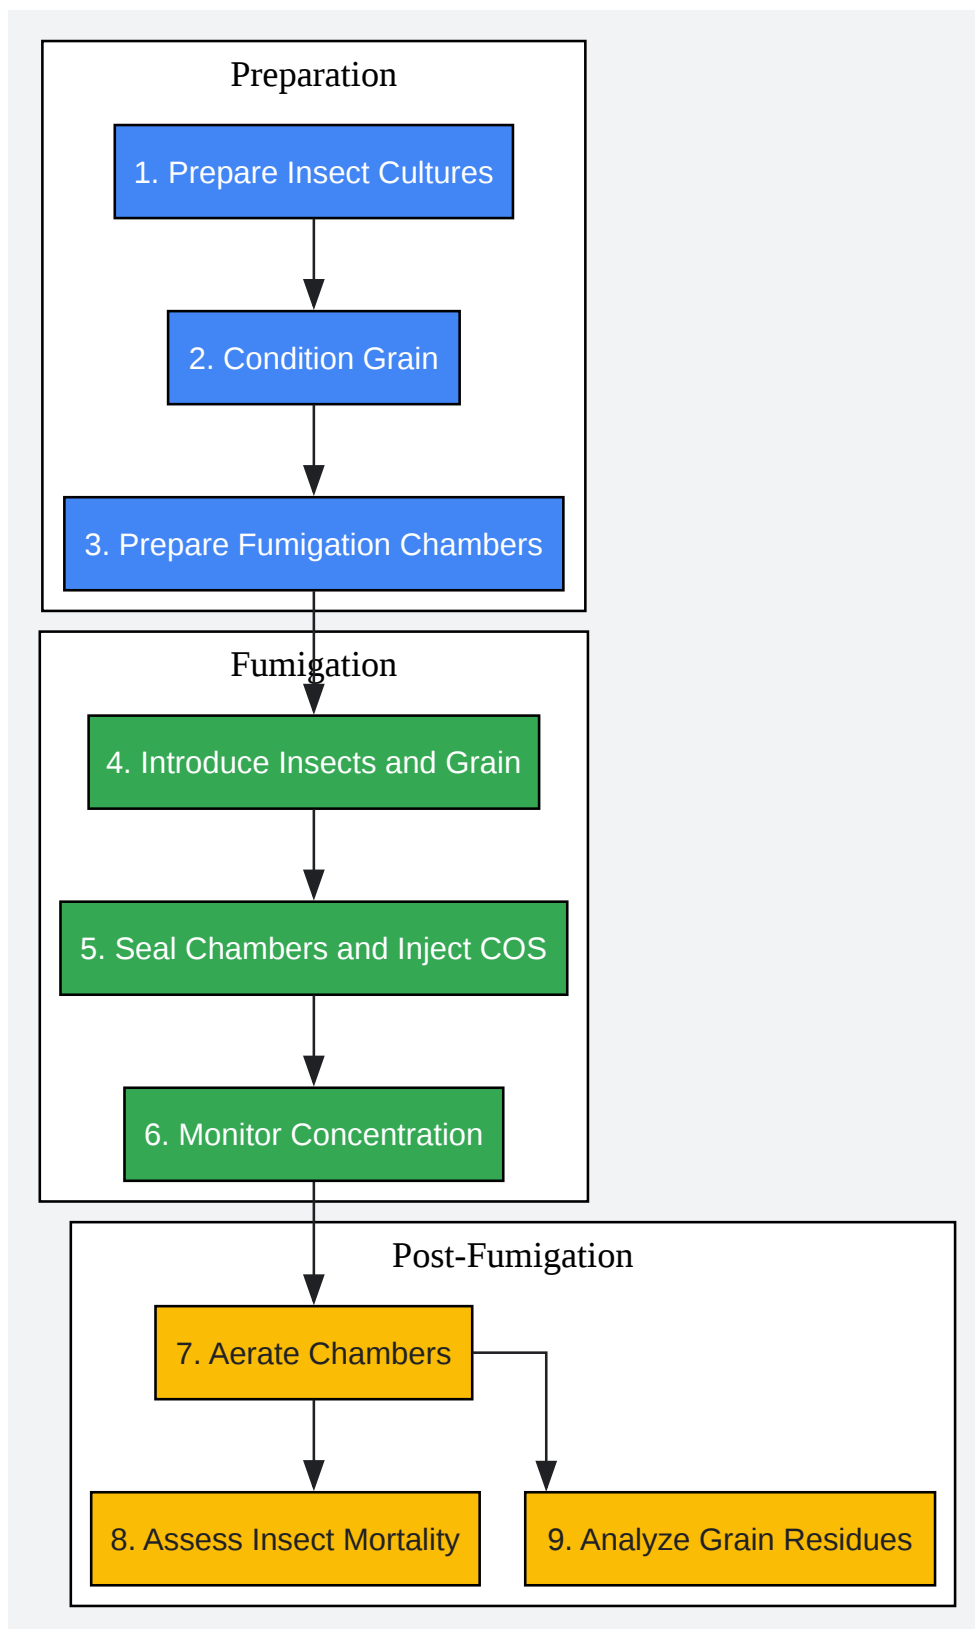 Preparation
1. Prepare Insect Cultures
2. Condition Grain
3. Prepare Fumigation Chambers
Fumigation
4. Introduce Insects and Grain
5. Seal Chambers and Inject COS
6. Monitor Concentration
Post-Fumigation
7. Aerate Chambers
8. Assess Insect Mortality
9. Analyze Grain Residues